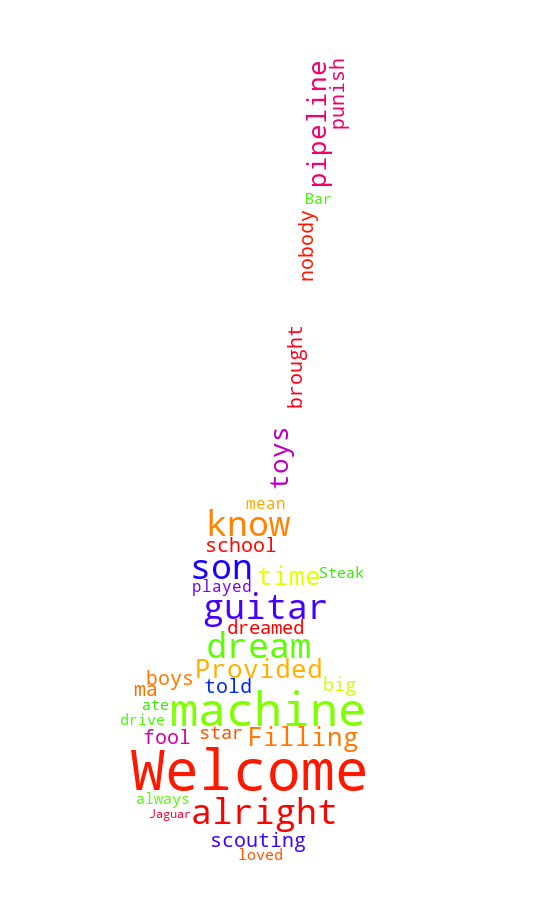 pipeline
punish
Bar
nobody
brought
toys
mean
know
school
son
time
Steak
played
guitar
dreamed
dream
Provided
boys
told
big
ma
machine
ate
drive
fool
star
Filling
Welcome
always
alright
Jaguar
scouting
loved